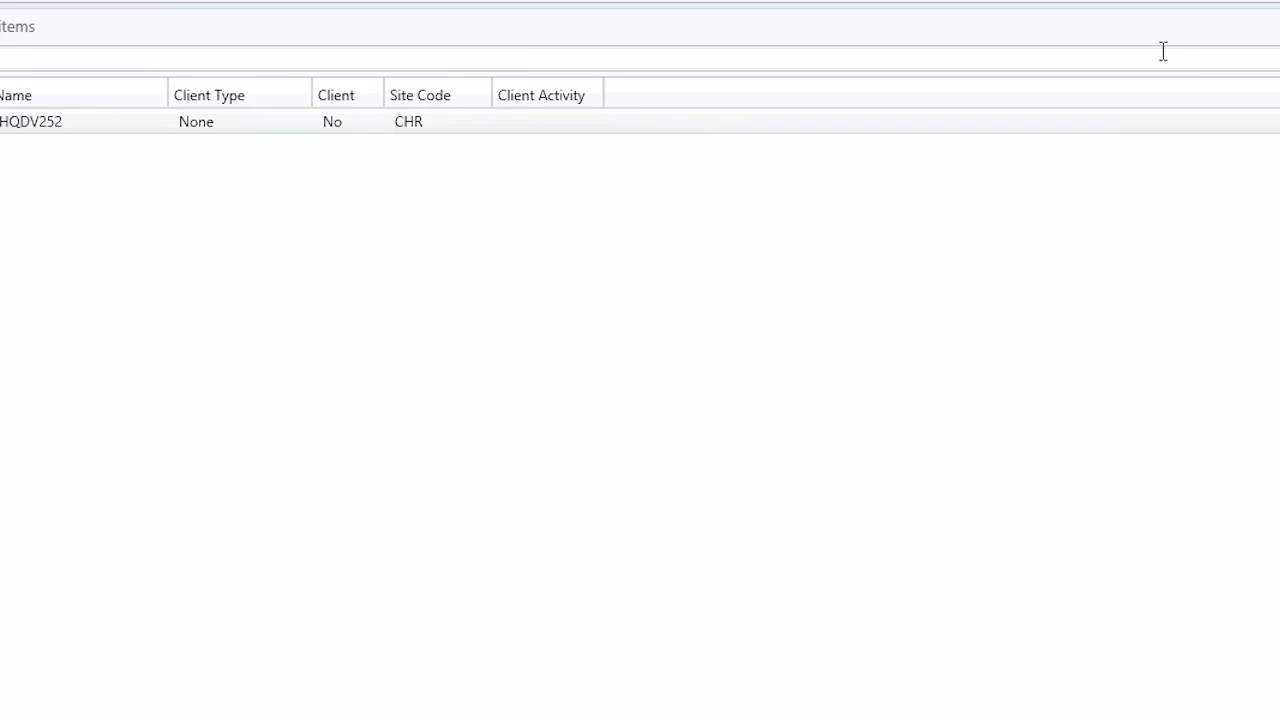 items
Name Client Type Client Site Code Client Activity
HQDV252 None No CHR